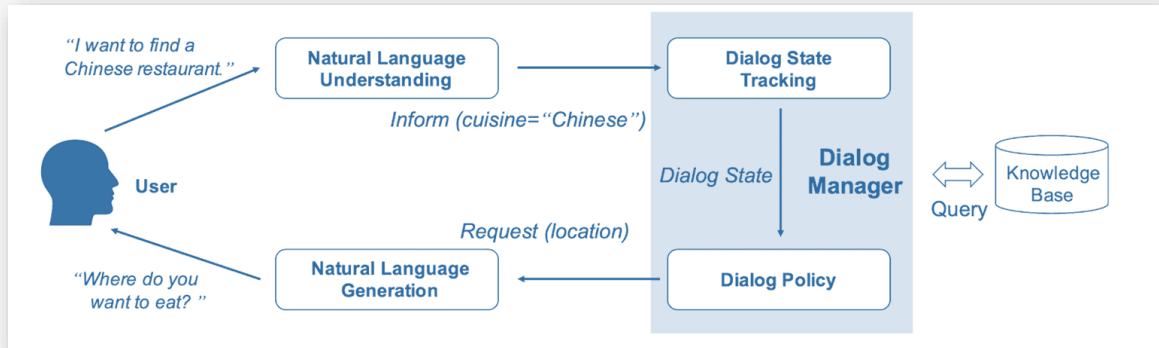 “I want to find a
Chinese restaurant.”
Natural Language
Understanding
Dialog State
Tracking
Inform (cuisine=“Chinese”)
User
Dialog State
Dialog
Manager
Query
Knowledge
Base
Request (location)
“Where do you
want to eat? ”
Natural Language
Generation
Dialog Policy